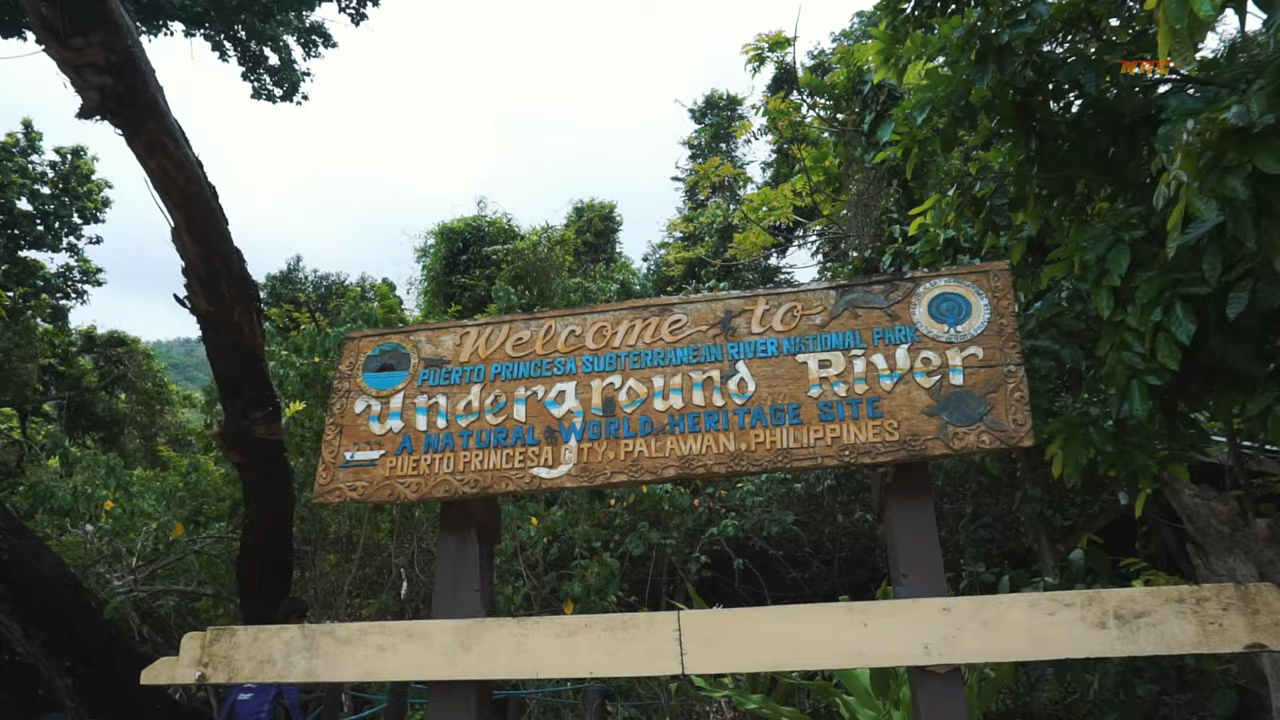 Welcome to
PUERTO PRINCESA SUBTERRANEAN RIVER NATIONAL PARK
Underground River
A NATURAL WORLD HERITAGE SITE
PUERTO PRINCESA CITY, PALAWAN, PHILIPPINES